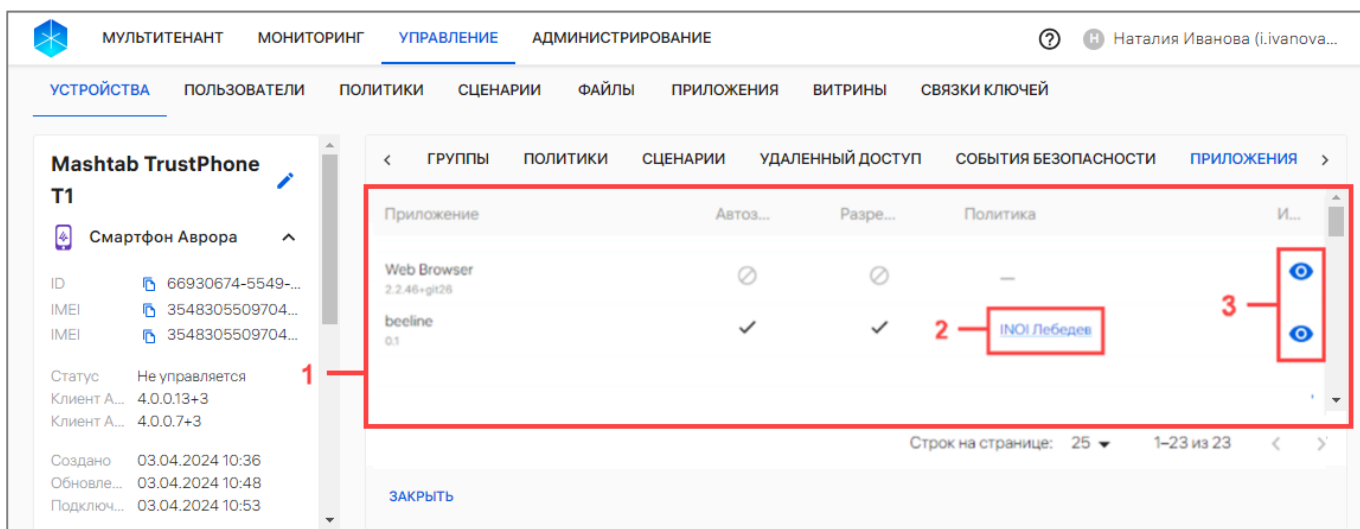 МУЛЬТИТЕНАНТ МОНИТОРИНГ УПРАВЛЕНИЕ АДМИНИСТРИРОВАНИЕ ? Н Наталия Иванова (i.ivanova...
УСТРОЙСТВА ПОЛЬЗОВАТЕЛИ ПОЛИТИКИ СЦЕНАРИИ ФАЙЛЫ ПРИЛОЖЕНИЯ ВИТРИНЫ СВЯЗКИ КЛЮЧЕЙ
Mashtab TrustPhone
T1
Смартфон Аврора
ID 66930674-5549-...
IMEI 3548305509704...
IMEI 3548305509704...
Статус Не управляется
Клиент А... 4.0.0.13+3
Клиент А... 4.0.0.7+3
Создано 03.04.2024 10:36
Обновле... 03.04.2024 10:48
Подключ... 03.04.2024 10:53
ГРУППЫ ПОЛИТИКИ СЦЕНАРИИ УДАЛЕННЫЙ ДОСТУП СОБЫТИЯ БЕЗОПАСНОСТИ ПРИЛОЖЕНИЯ
1
Приложение Автоз... Разре... Политика И...
Web Browser —
2.2.46+git26
3
beeline 2 INOI Лебедев
0.1
Строк на странице: 25 1–23 из 23
ЗАКРЫТЬ